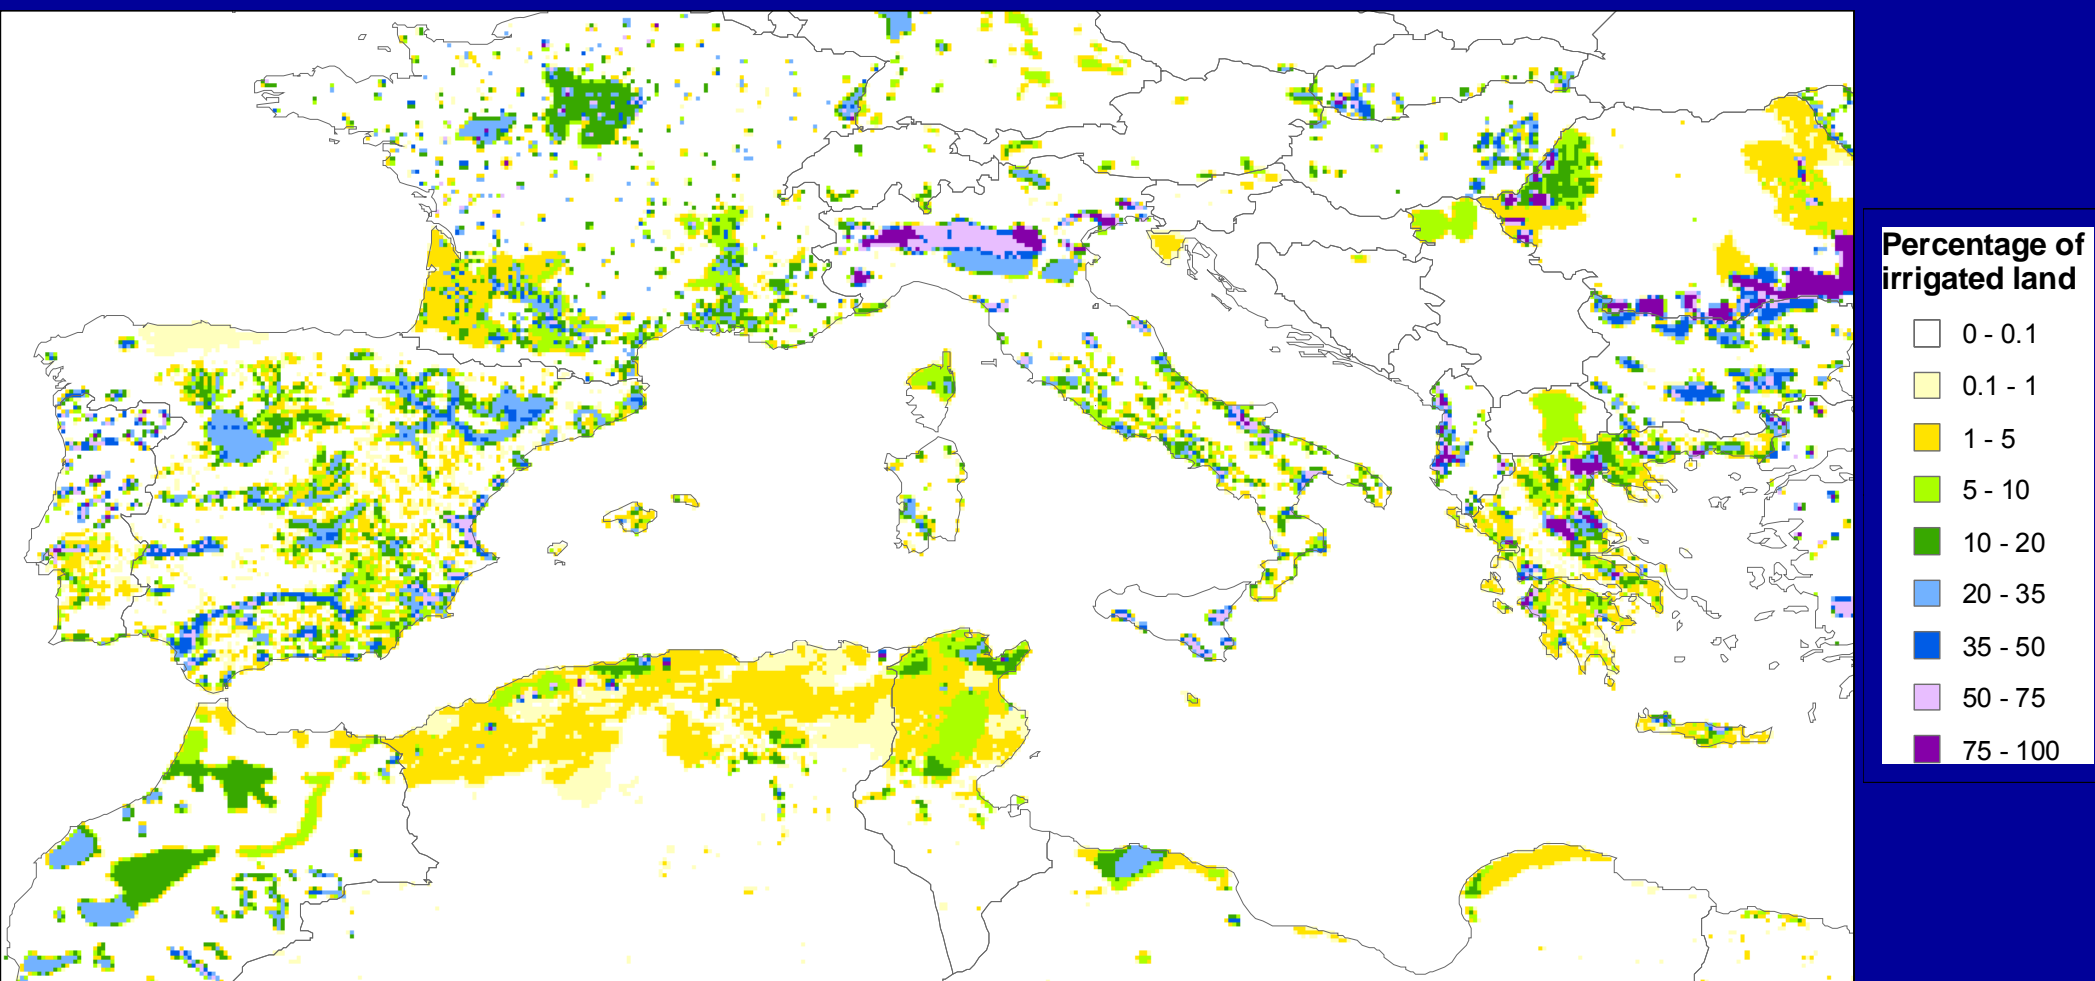 Percentage of
irrigated land
0 - 0.1
0.1 - 1
1 - 5
5 - 10
10 - 20
20 - 35
35 - 50
50 - 75
75 - 100